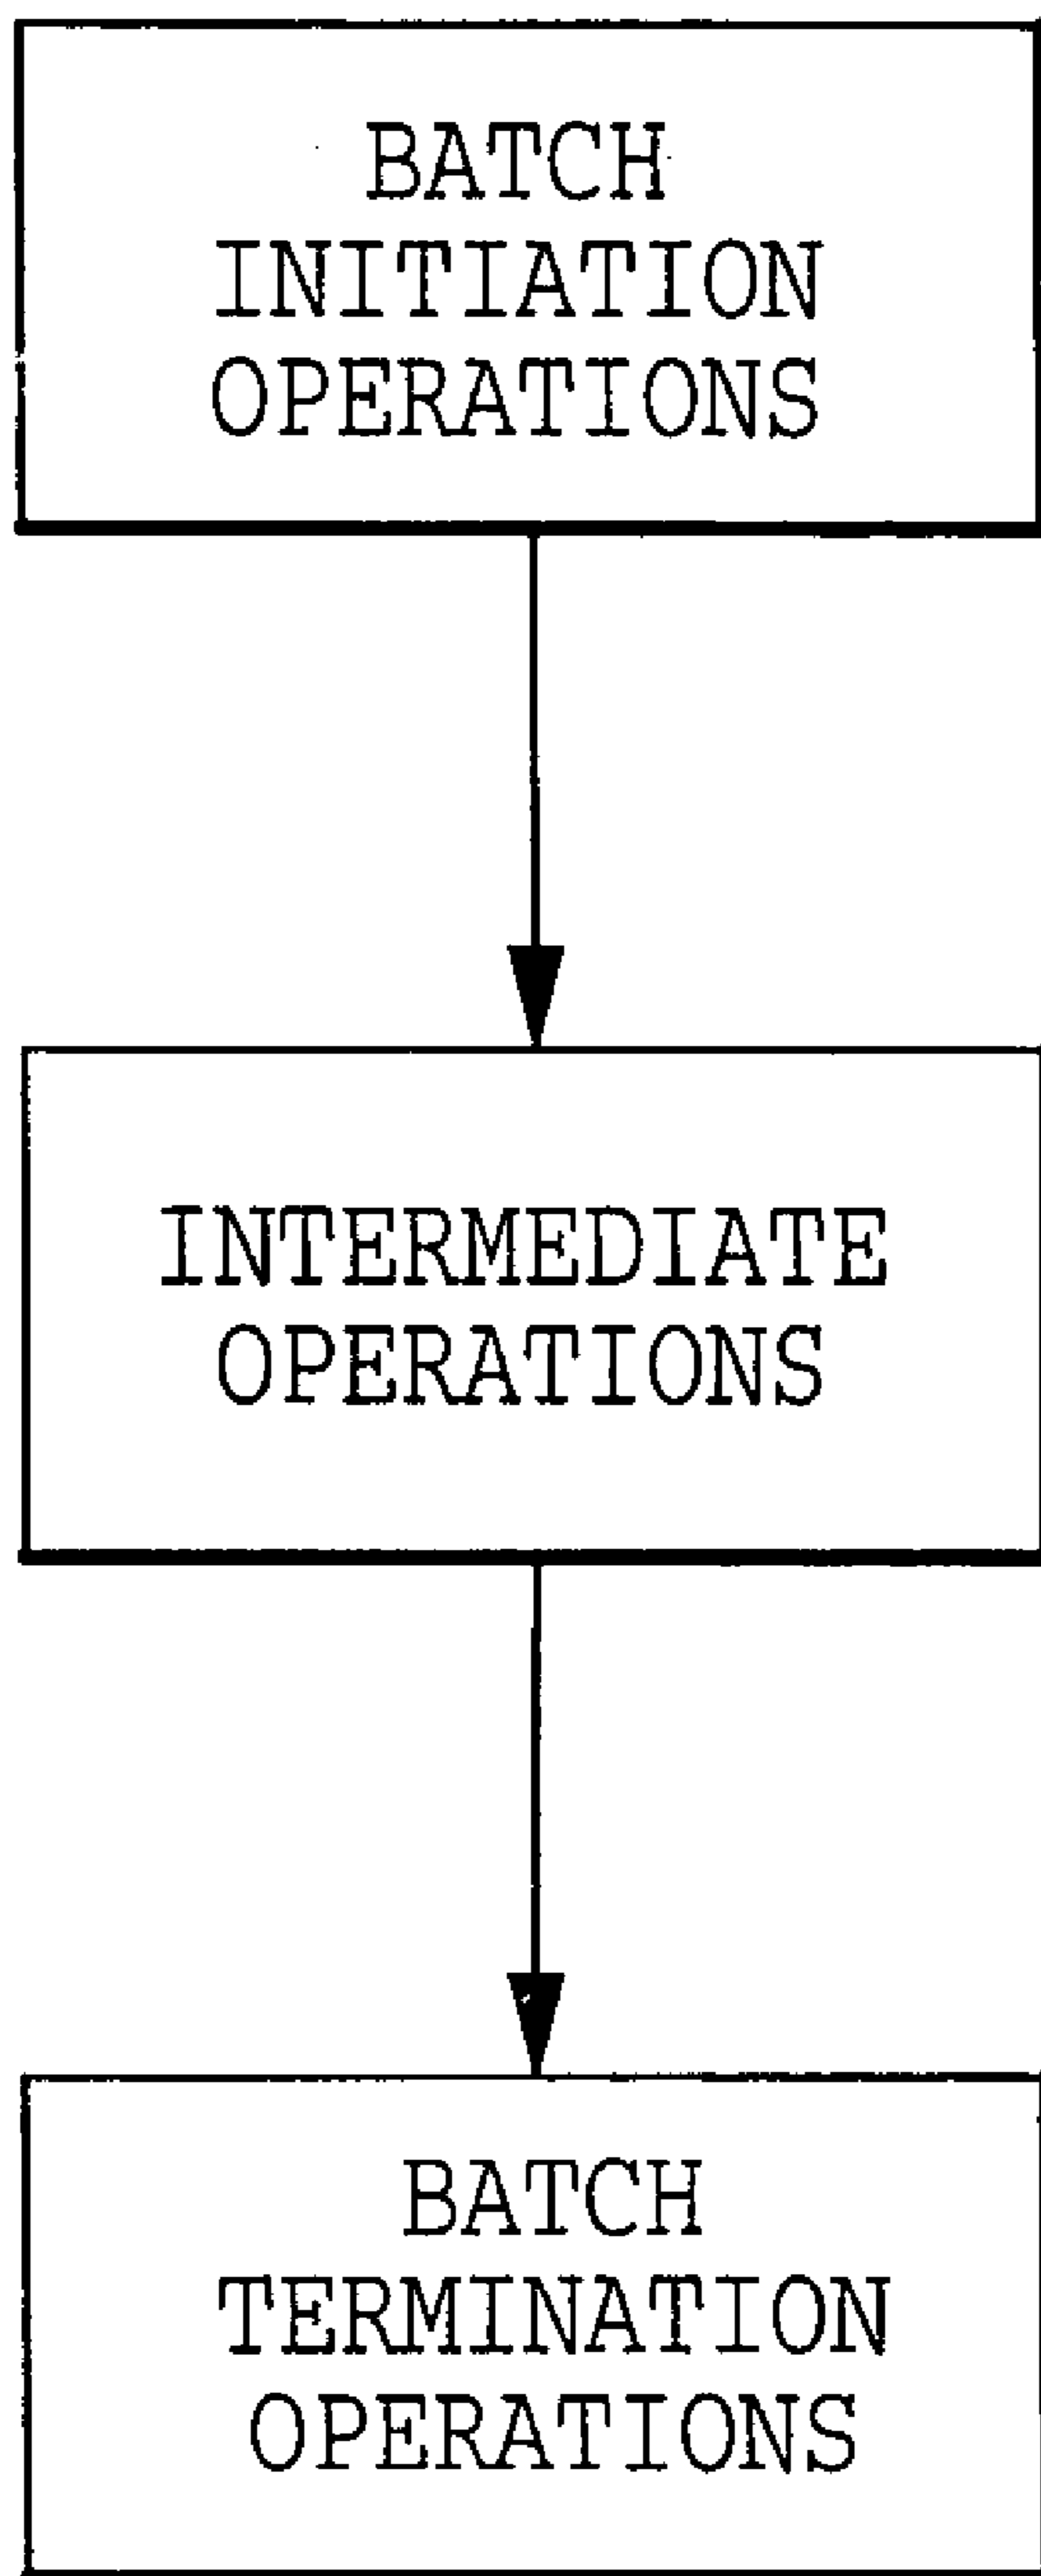 BATCH
INITIATION
OPERATIONS
INTERMEDIATE
OPERATIONS
BATCH
TERMINATION
OPERATIONS